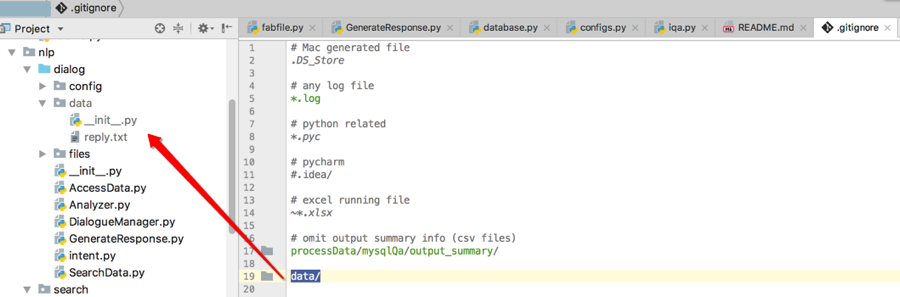 .gitignore
Project
fabfile.py
GenerateResponse.py
database.py
configs.py
iqa.py
README.md
.gitignore
nlp
dialog
config
data
__init__.py
reply.txt
files
__init__.py
AccessData.py
Analyzer.py
DialogueManager.py
GenerateResponse.py
intent.py
SearchData.py
search
1 # Mac generated file
2 .DS_Store
3
4 # any log file
5 *.log
6
7 # python related
8 *.pyc
9
10 # pycharm
11 #.idea/
12
13 # excel running file
14 ~*.xlsx
15
16 # omit output summary info (csv files)
17 processData/mysqlQa/output_summary/
18
19 data/
20